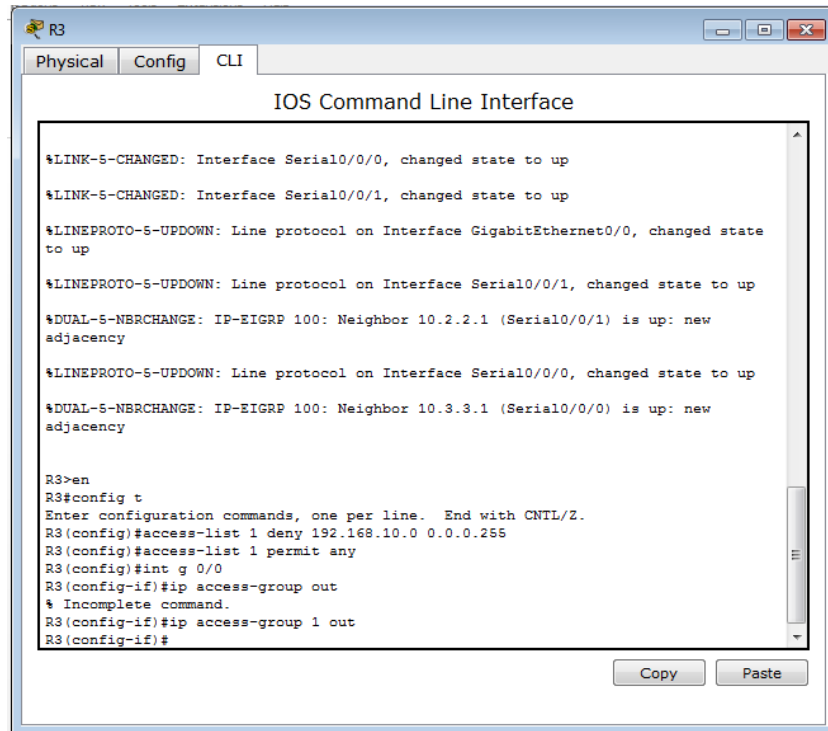 R3
Physical Config CLI
IOS Command Line Interface
%LINK-5-CHANGED: Interface Serial0/0/0, changed state to up
%LINK-5-CHANGED: Interface Serial0/0/1, changed state to up
%LINEPROTO-5-UPDOWN: Line protocol on Interface GigabitEthernet0/0, changed state
to up
%LINEPROTO-5-UPDOWN: Line protocol on Interface Serial0/0/1, changed state to up
%DUAL-5-NBRCHANGE: IP-EIGRP 100: Neighbor 10.2.2.1 (Serial0/0/1) is up: new
adjacency
%LINEPROTO-5-UPDOWN: Line protocol on Interface Serial0/0/0, changed state to up
%DUAL-5-NBRCHANGE: IP-EIGRP 100: Neighbor 10.3.3.1 (Serial0/0/0) is up: new
adjacency
R3>en
R3#config t
Enter configuration commands, one per line.  End with CNTL/Z.
R3(config)#access-list 1 deny 192.168.10.0 0.0.0.255
R3(config)#access-list 1 permit any
R3(config)#int g 0/0
R3(config-if)#ip access-group out
% Incomplete command.
R3(config-if)#ip access-group 1 out
R3(config-if)#
Copy Paste